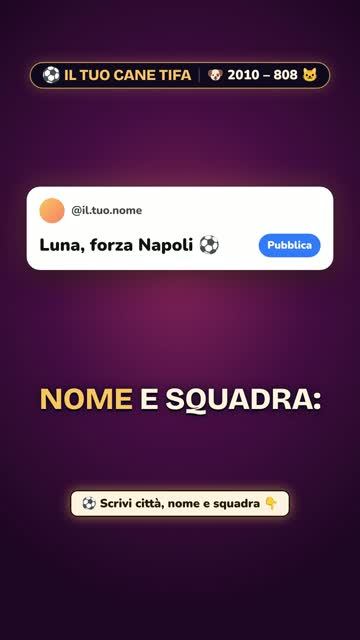 ⚽ IL TUO CANE TIFA | 🐶 2010 – 808 🐱
@il.tuo.nome
Luna, forza Napoli ⚽
Pubblica
NOME E SQUADRA:
⚽ Scrivi città, nome e squadra 👇